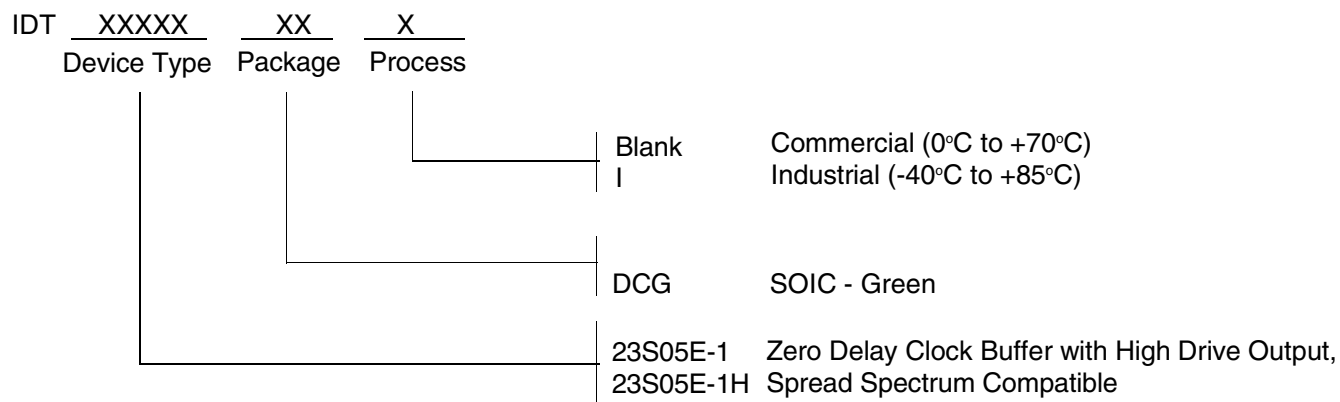 IDT XXXXX XX X
Device Type Package Process
Blank Commercial (0°C to +70°C)
I Industrial (-40°C to +85°C)
DCG SOIC - Green
23S05E-1 Zero Delay Clock Buffer with High Drive Output,
23S05E-1H Spread Spectrum Compatible